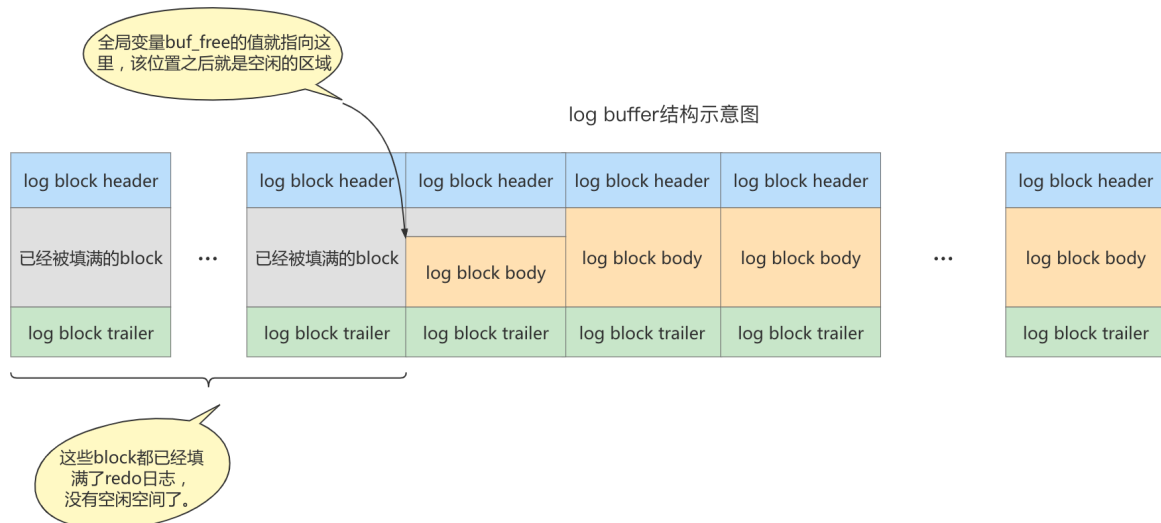 全局变量buf_free的值就指向这
里，该位置之后就是空闲的区域
log buffer结构示意图
log block header
log block header
log block header
log block header
log block header
log block header
已经被填满的block
...
已经被填满的block
log block body
log block body
log block body
...
log block body
log block trailer
log block trailer
log block trailer
log block trailer
log block trailer
log block trailer
这些block都已经填
满了redo日志，
没有空闲空间了。